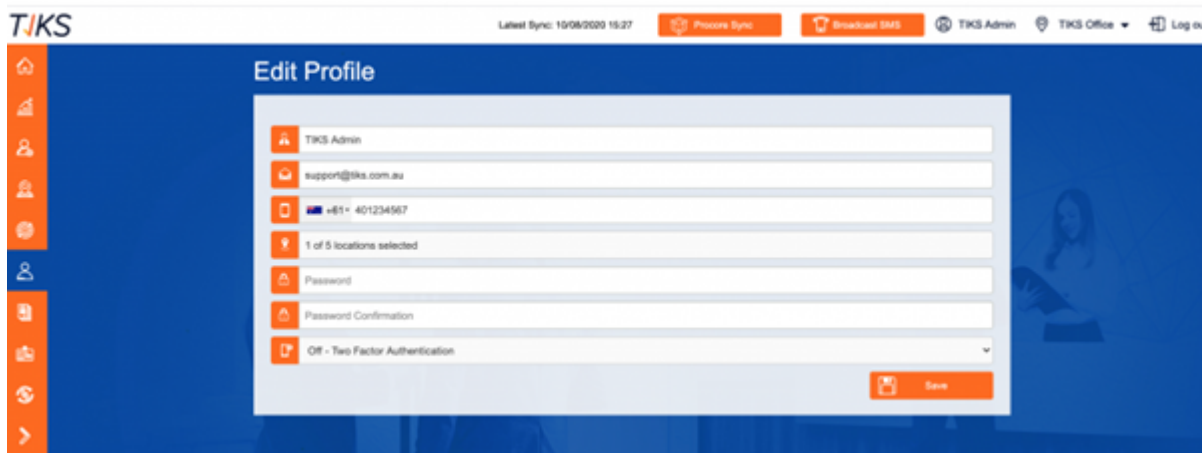 TIKS Latest Sync: 10/08/2020 15:27 Procore Sync Broadcast SMS TIKS Admin TIKS Office Log ou
Edit Profile
TIKS Admin
support@tiks.com.au
+61 401234567
1 of 5 locations selected
Password
Password Confirmation
Off - Two Factor Authentication
Save